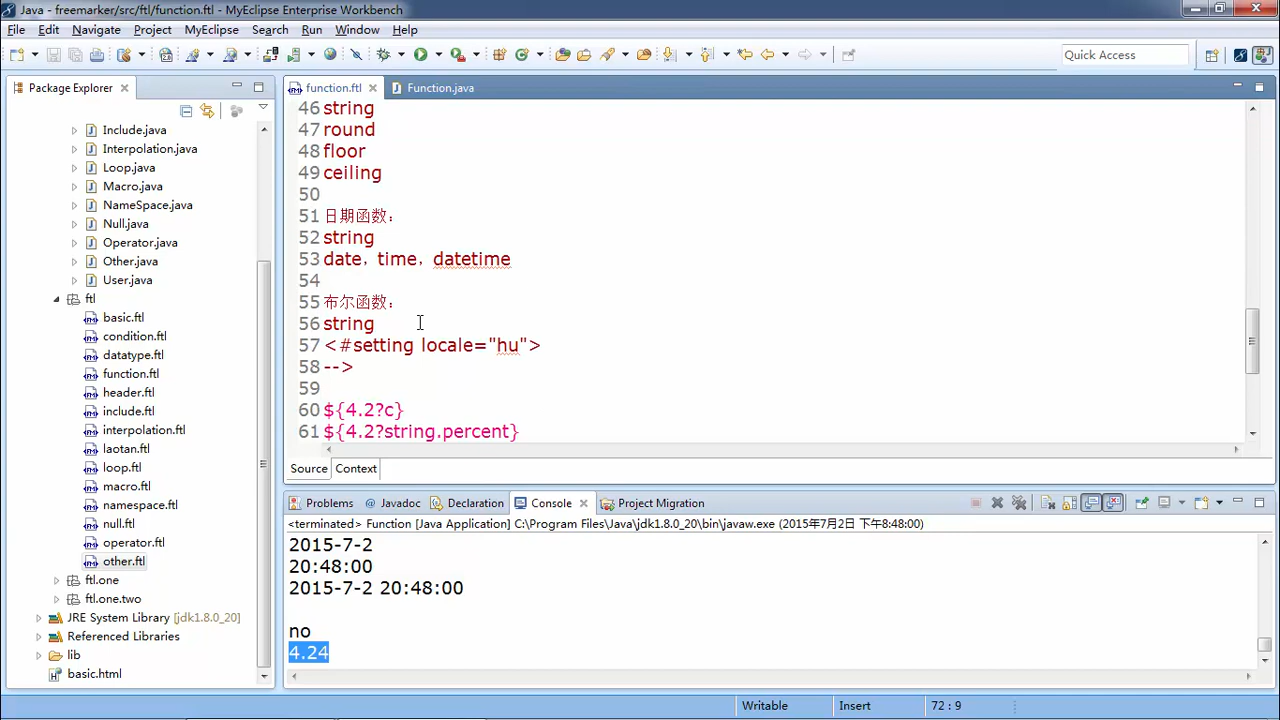 Java - freemarker/src/ftl/function.ftl - MyEclipse Enterprise Workbench
File Edit Navigate Project MyEclipse Search Run Window Help
Quick Access
Package Explorer
Include.java
Interpolation.java
Loop.java
Macro.java
NameSpace.java
Null.java
Operator.java
Other.java
User.java
ftl
basic.ftl
condition.ftl
datatype.ftl
function.ftl
header.ftl
include.ftl
interpolation.ftl
laotan.ftl
loop.ftl
macro.ftl
namespace.ftl
null.ftl
operator.ftl
other.ftl
ftl.one
ftl.one.two
JRE System Library [jdk1.8.0_20]
Referenced Libraries
lib
basic.html
function.ftl Function.java
46 string
47 round
48 floor
49 ceiling
50
51 日期函数：
52 string
53 date，time，datetime
54
55 布尔函数：
56 string
57 <#setting locale="hu">
58 -->
59
60 ${4.2?c}
61 ${4.2?string.percent}
Source Context
Problems @ Javadoc Declaration Console Project Migration
<terminated> Function [Java Application] C:\Program Files\Java\jdk1.8.0_20\bin\javaw.exe (2015年7月2日 下午8:48:00)
2015-7-2
20:48:00
2015-7-2 20:48:00
no
4.24
Writable Insert 72 : 9